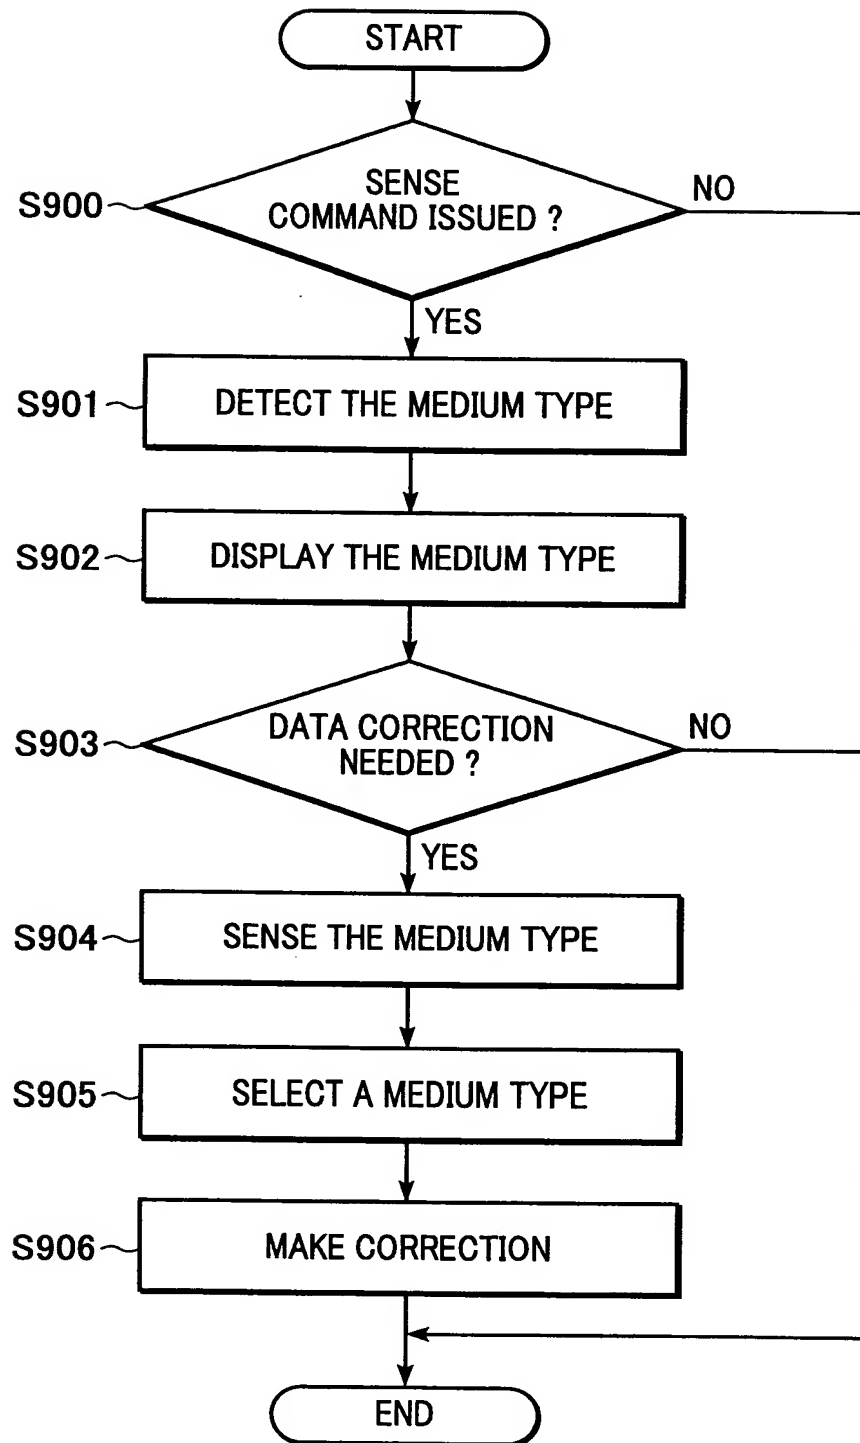 START
S900
SENSE
COMMAND ISSUED ?
NO
YES
S901
DETECT THE MEDIUM TYPE
S902
DISPLAY THE MEDIUM TYPE
S903
DATA CORRECTION
NEEDED ?
NO
YES
S904
SENSE THE MEDIUM TYPE
S905
SELECT A MEDIUM TYPE
S906
MAKE CORRECTION
END